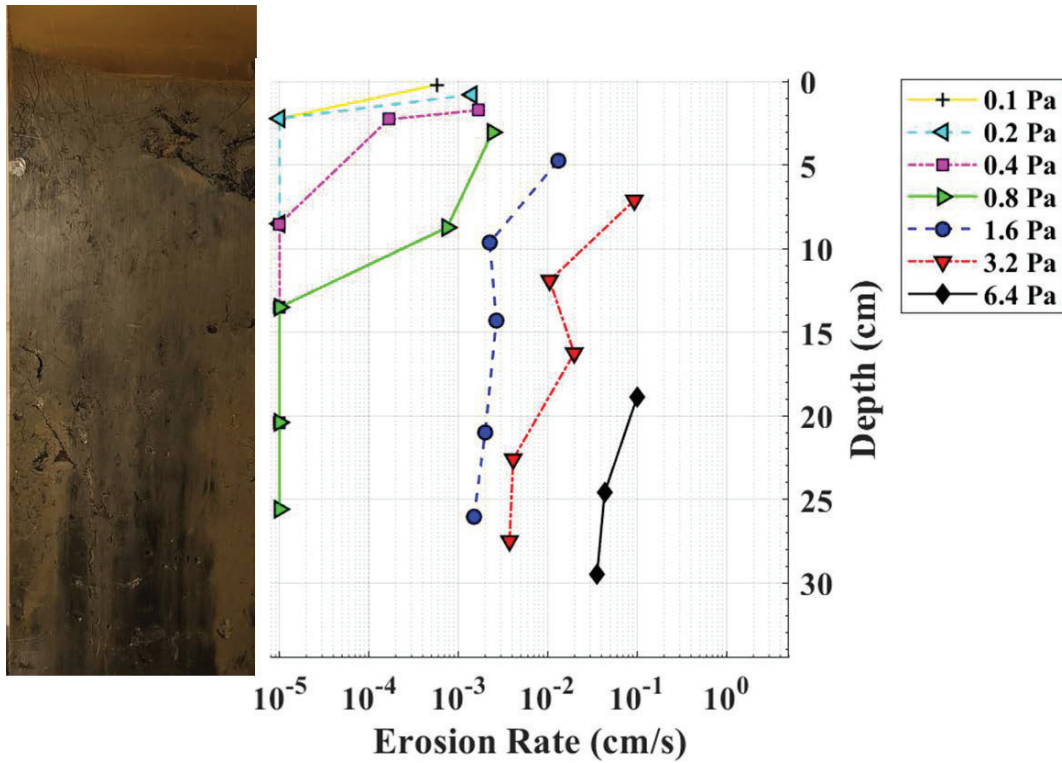 0
5
10
15
20
25
30
Depth (cm)
10^-5
10^-4
10^-3
10^-2
10^-1
10^0
Erosion Rate (cm/s)
0.1 Pa
0.2 Pa
0.4 Pa
0.8 Pa
1.6 Pa
3.2 Pa
6.4 Pa